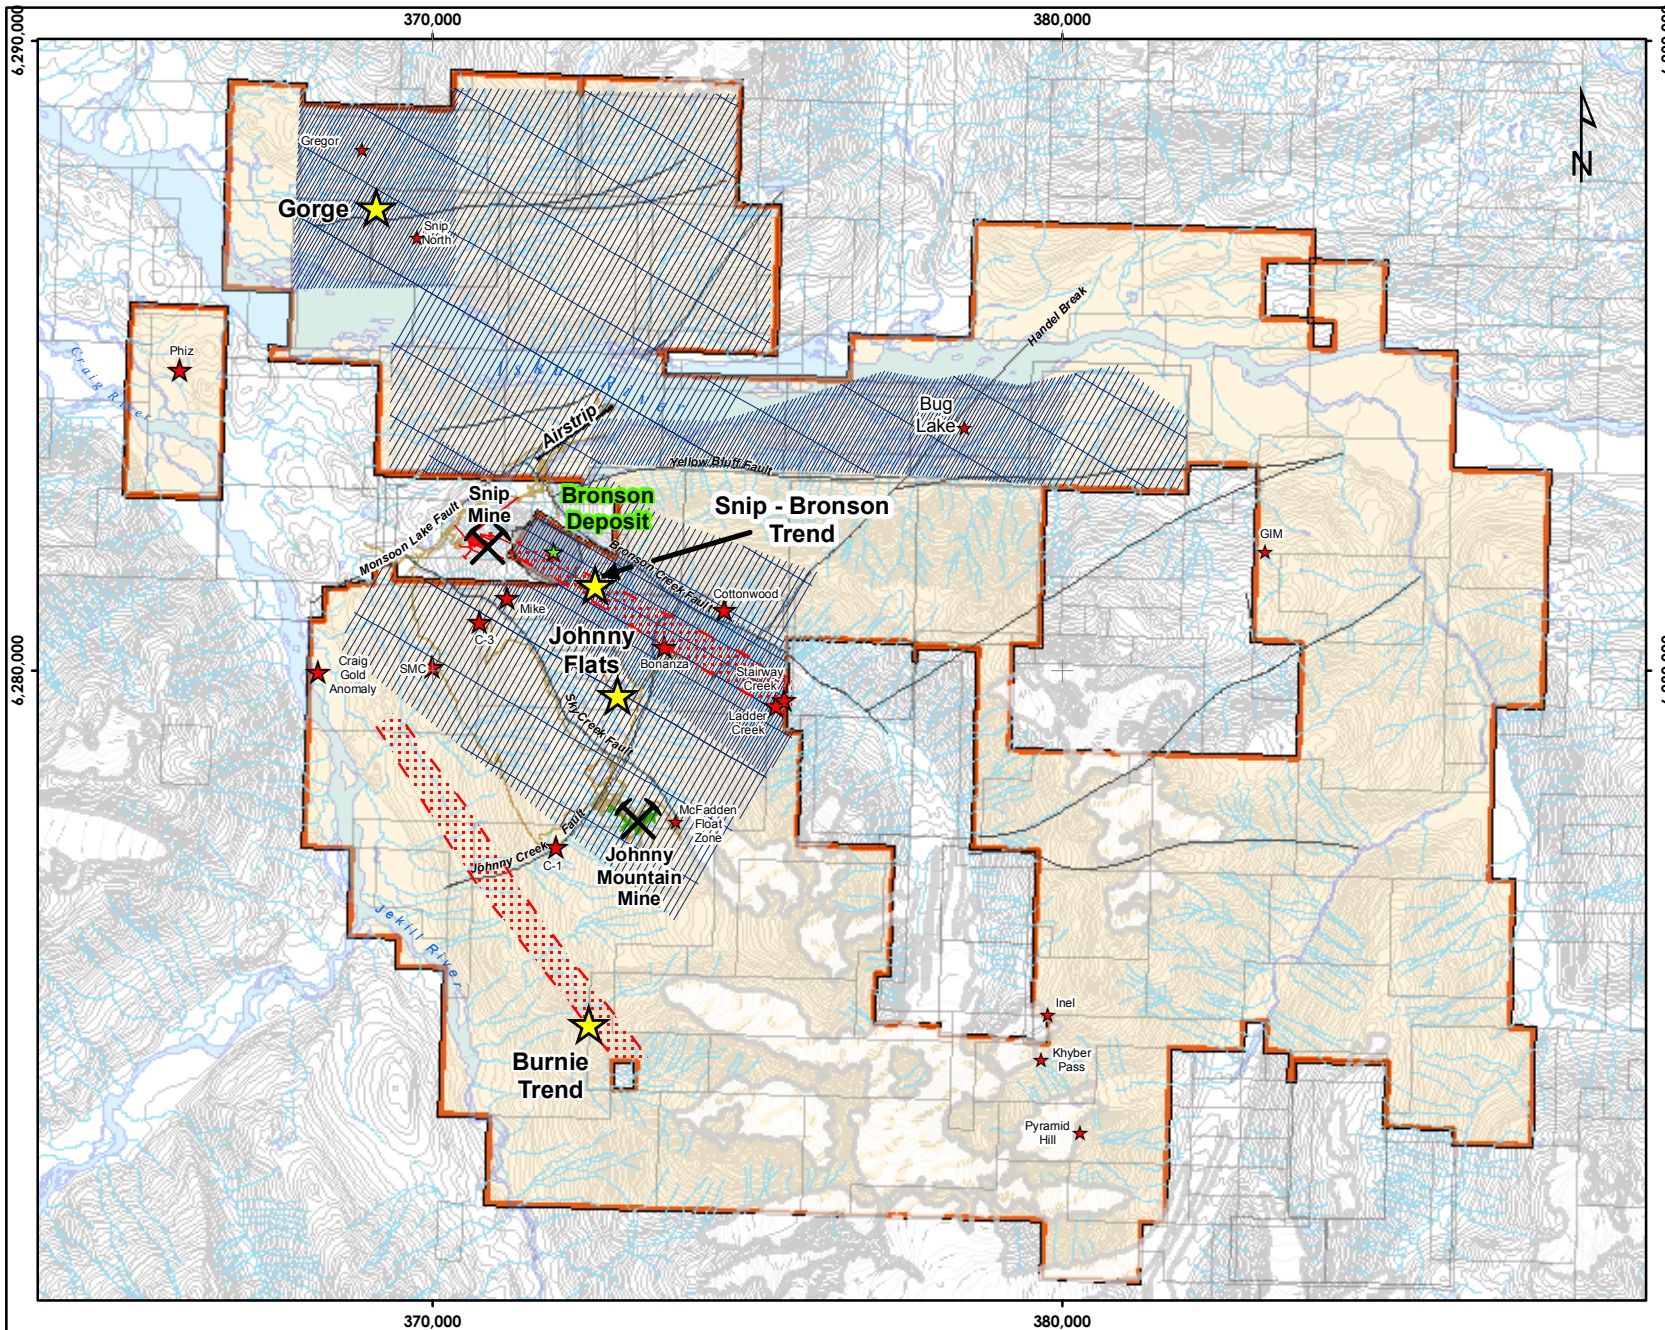 370,000
380,000
6,290,000
N
Gregor
Gorge
Snip
North
Handel Break
Phiz
Craig River
Iskut River
Airstrip
Bug
Lake
Yellow Bluff Fault
Snip
Mine
Bronson
Deposit
Snip - Bronson
Trend
Monsoon Lake Fault
Bronson Creek Fault
GIM
Mike
Cottonwood
C-3
Johnny
Flats
Bonanza
SMC
Craig
Gold
Anomaly
Stairway
Creek
Ladder
Creek
6,280,000
Sky Creek Fault
McFadden
Float
Zone
Johnny Creek Fault
C-1
Johnny
Mountain
Mine
Jekill River
Inel
Khyber
Pass
Burnie
Trend
Pyramid
Hill
370,000
380,000